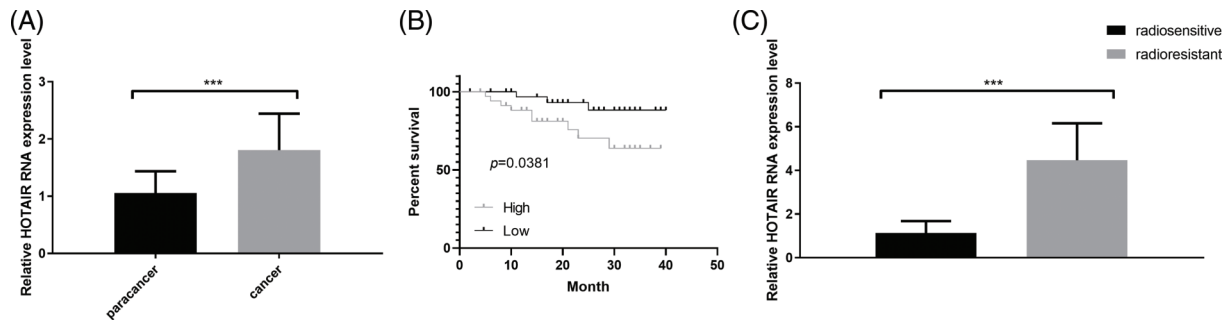 (A)
Relative HOTAIR RNA expression level
3
2
1
0
***
paracancer
cancer
(B)
Percent survival
100
50
0
p=0.0381
High
Low
0 10 20 30 40 50
Month
(C)
radiosensitive
radioresistant
Relative HOTAIR RNA expression level
8
6
4
2
0
***